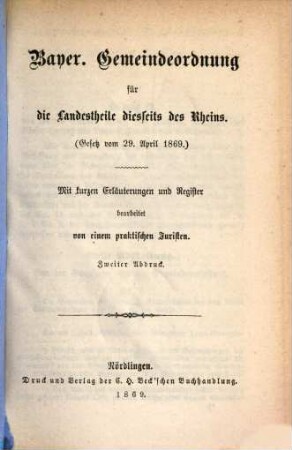 Bayer. Gemeindeordnung
für
die Landestheile diesseits des Rheins.
(Gesetz vom 29. April 1869.)
Mit kurzen Erläuterungen und Register
bearbeitet
von einem praktischen Juristen.
Zweiter Abdruck.
Nördlingen.
Druck und Verlag der C. H. Beck'schen Buchhandlung.
1869.